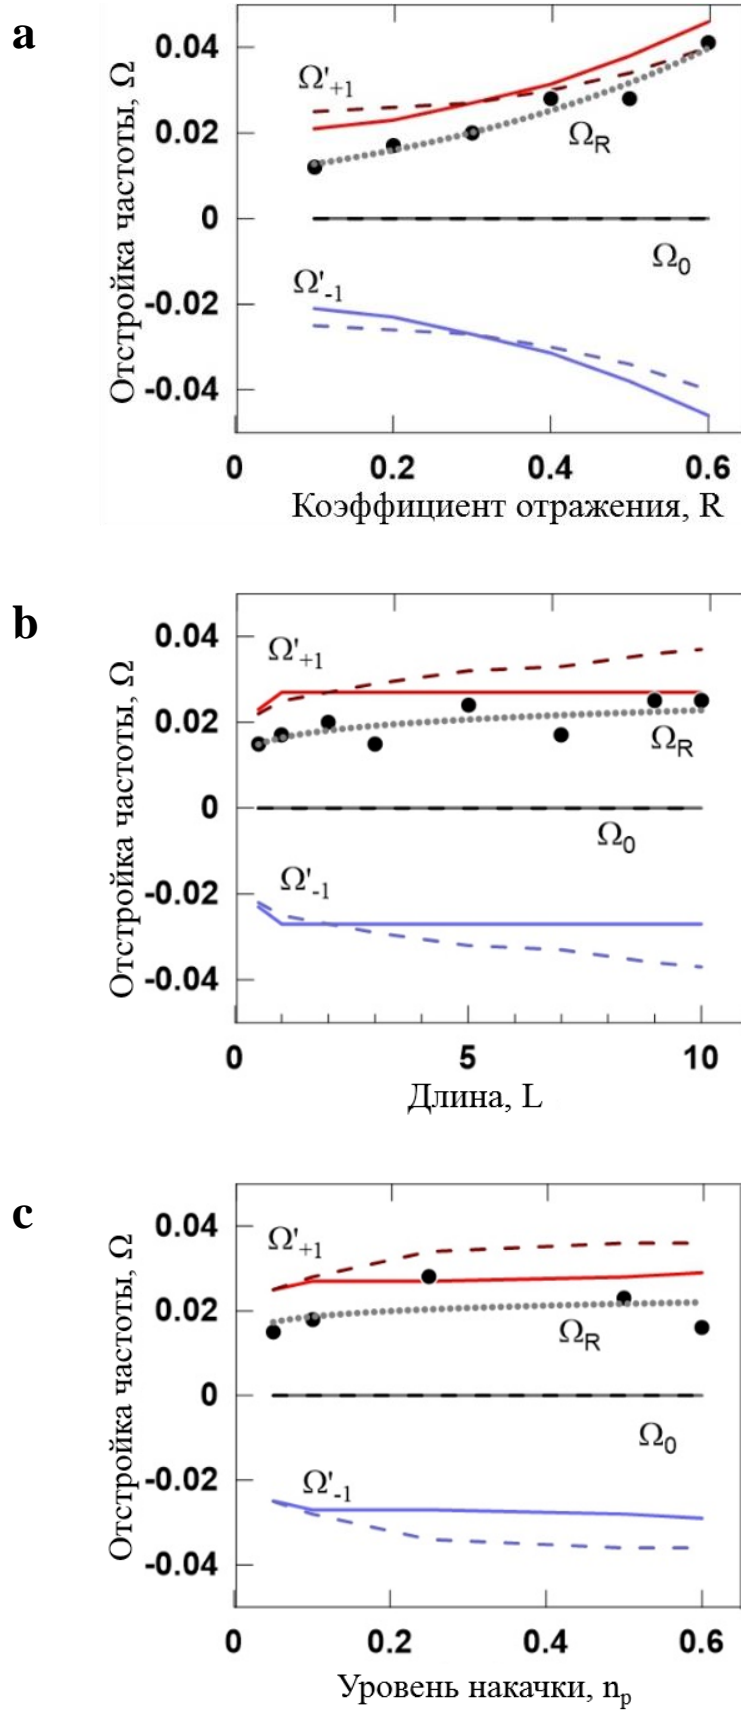 a
Отстройка частоты, Ω
0.04
0.02
0
-0.02
-0.04
Ω'+1
ΩR
Ω0
Ω'-1
0 0.2 0.4 0.6
Коэффициент отражения, R
b
Отстройка частоты, Ω
0.04
0.02
0
-0.02
-0.04
Ω'+1
ΩR
Ω0
Ω'-1
0 5 10
Длина, L
c
Отстройка частоты, Ω
0.04
0.02
0
-0.02
-0.04
Ω'+1
ΩR
Ω0
Ω'-1
0 0.2 0.4 0.6
Уровень накачки, np